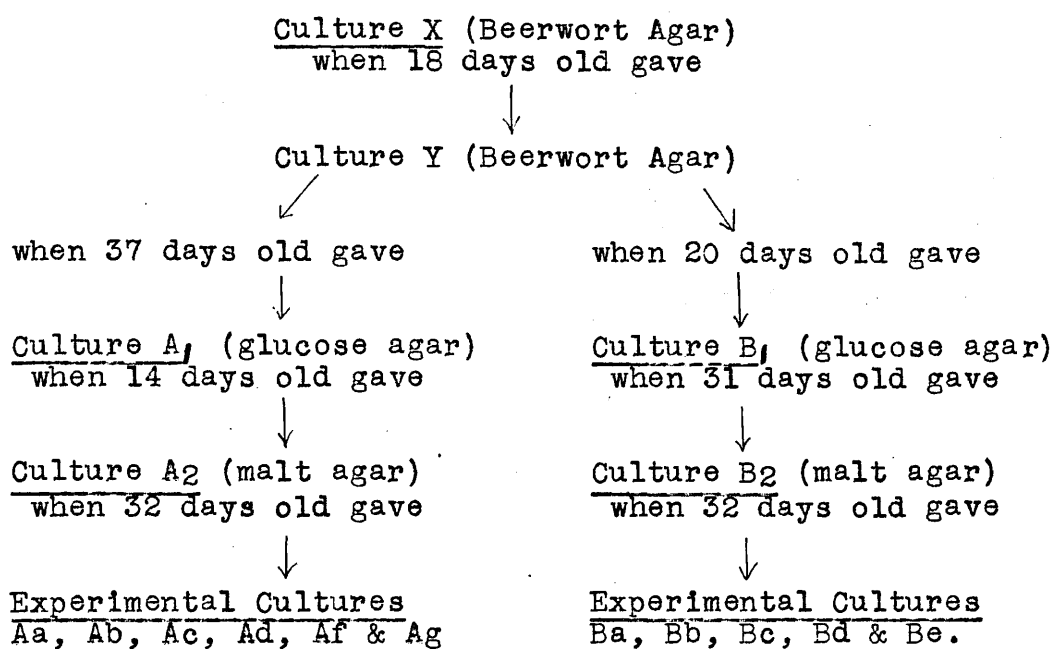 Culture X (Beerwort Agar)
when 18 days old gave
Culture Y (Beerwort Agar)
when 37 days old gave
Culture A1 (glucose agar)
when 14 days old gave
Culture A2 (malt agar)
when 32 days old gave
Experimental Cultures
Aa, Ab, Ac, Ad, Af & Ag
when 20 days old gave
Culture B1 (glucose agar)
when 31 days old gave
Culture B2 (malt agar)
when 32 days old gave
Experimental Cultures
Ba, Bb, Bc, Bd & Be.